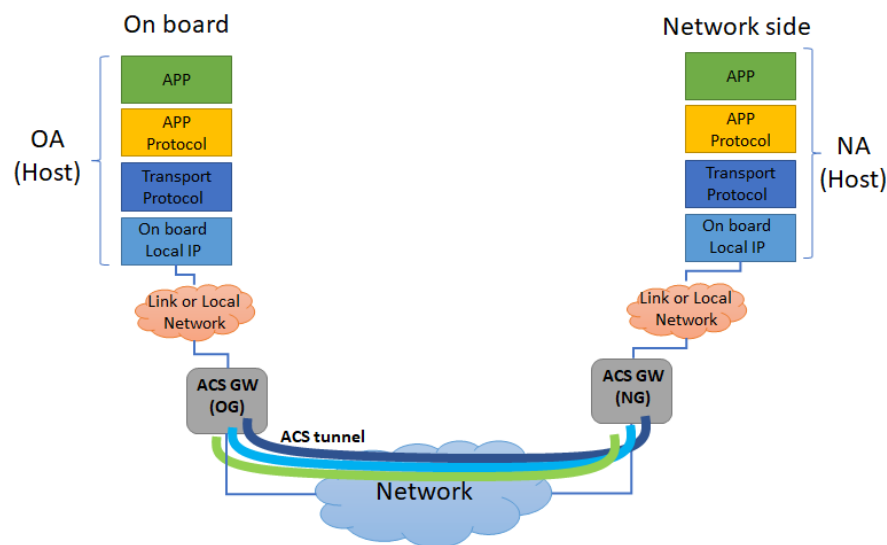 On board
Network side
APP
APP
Protocol
Transport
Protocol
On board
Local IP
OA
(Host)
APP
APP
Protocol
Transport
Protocol
On board
Local IP
NA
(Host)
Link or Local
Network
Link or Local
Network
ACS GW
(OG)
ACS GW
(NG)
ACS tunnel
Network